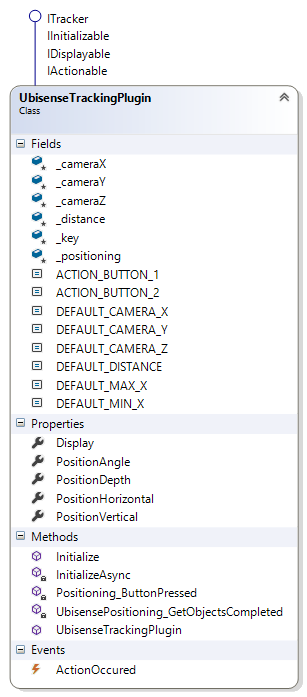 ITracker
IInitializable
IDisplayable
IActionable
UbisenseTrackingPlugin
Class
Fields
_cameraX
_cameraY
_cameraZ
_distance
_key
_positioning
ACTION_BUTTON_1
ACTION_BUTTON_2
DEFAULT_CAMERA_X
DEFAULT_CAMERA_Y
DEFAULT_CAMERA_Z
DEFAULT_DISTANCE
DEFAULT_MAX_X
DEFAULT_MIN_X
Properties
Display
PositionAngle
PositionDepth
PositionHorizontal
PositionVertical
Methods
Initialize
InitializeAsync
Positioning_ButtonPressed
UbisensePositioning_GetObjectsCompleted
UbisenseTrackingPlugin
Events
ActionOccured